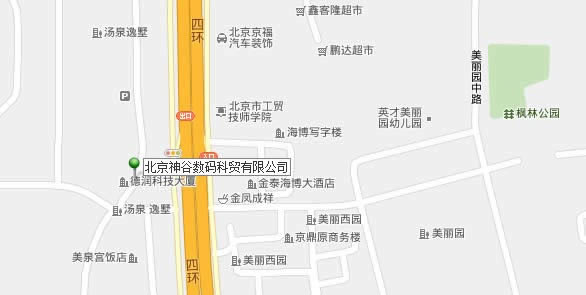 鑫客隆超市
四环
汤泉逸墅
北京京福
汽车装饰
鹏达超市
美丽园中路
P
出口
北京市工贸
技师学院
英才美丽
园幼儿园
枫林公园
海博写字楼
北京神谷数码科贸有限公司
德润科技大厦
金泰海博大酒店
金凤成祥
汤泉 逸墅
美丽西园
京鼎原商务楼
美丽园
美泉宫饭店
四环
美丽西园